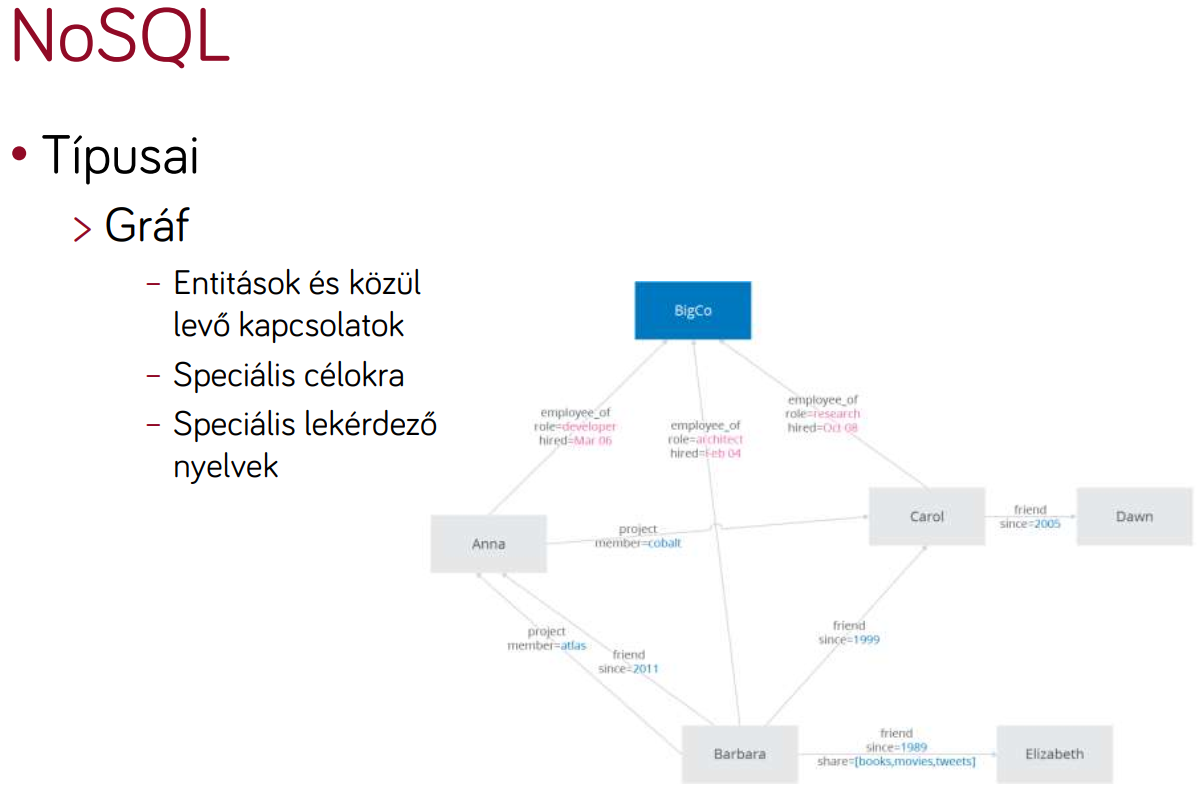 NoSQL
• Típusai
> Gráf
– Entitások és közül
levő kapcsolatok
– Speciális célokra
– Speciális lekérdező
nyelvek
BigCo
employee_of
role=developer
hired=Mar 06
employee_of
role=architect
hired=Feb 04
employee_of
role=research
hired=Oct 08
Anna
project
member=cobalt
Carol
friend
since=2005
Dawn
project
member=atlas
friend
since=2011
friend
since=1999
Barbara
friend
since=1989
share=[books,movies,tweets]
Elizabeth